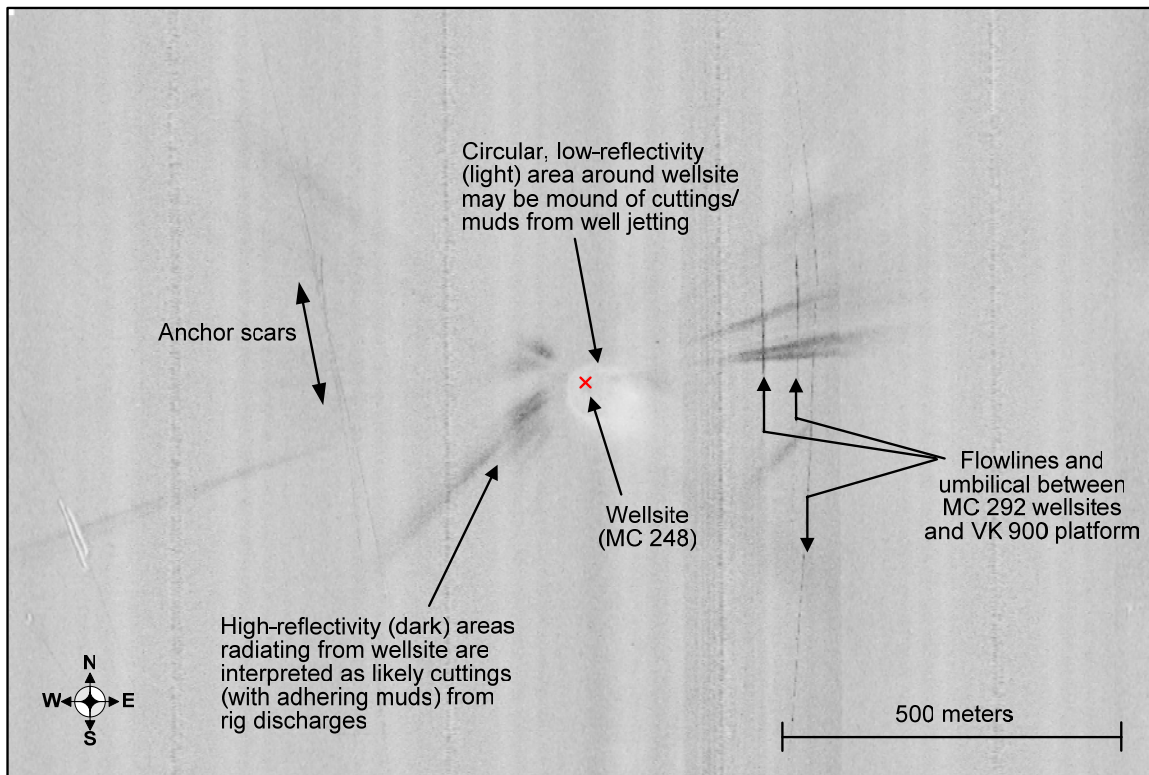 Circular, low-reflectivity
(light) area around wellsite
may be mound of cuttings/
muds from well jetting
Anchor scars
Wellsite
(MC 248)
Flowlines and
umbilical between
MC 292 wellsites
and VK 900 platform
High-reflectivity (dark) areas
radiating from wellsite are
interpreted as likely cuttings
(with adhering muds) from
rig discharges
N
W E
S
500 meters